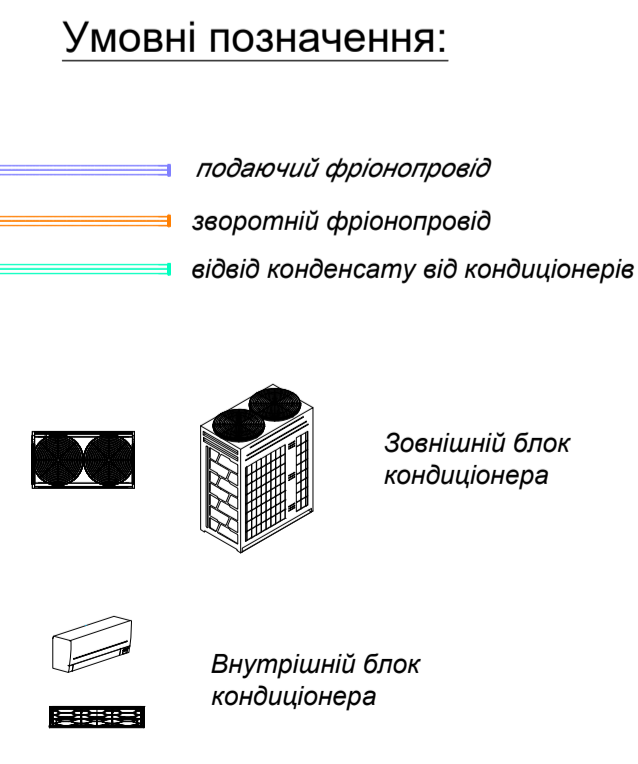 Умовні позначення:
подаючий фріонопровід
зворотній фріонопровід
відвід конденсату від кондиціонерів
Зовнішній блок
кондиціонера
Внутрішній блок
кондиціонера